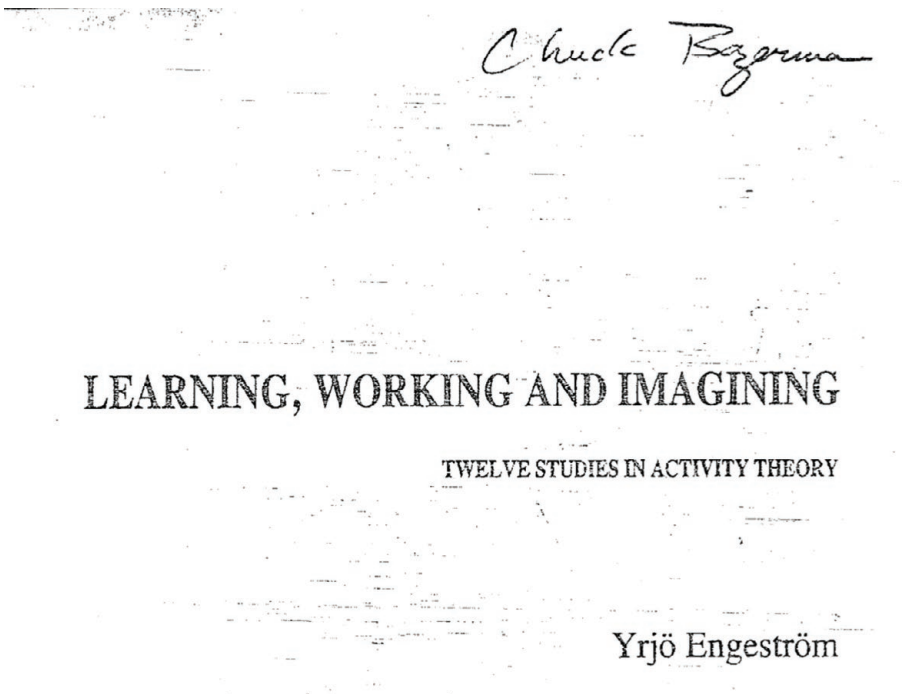 Chuck Bazerman
LEARNING, WORKING AND IMAGINING
TWELVE STUDIES IN ACTIVITY THEORY
Yrjö Engeström